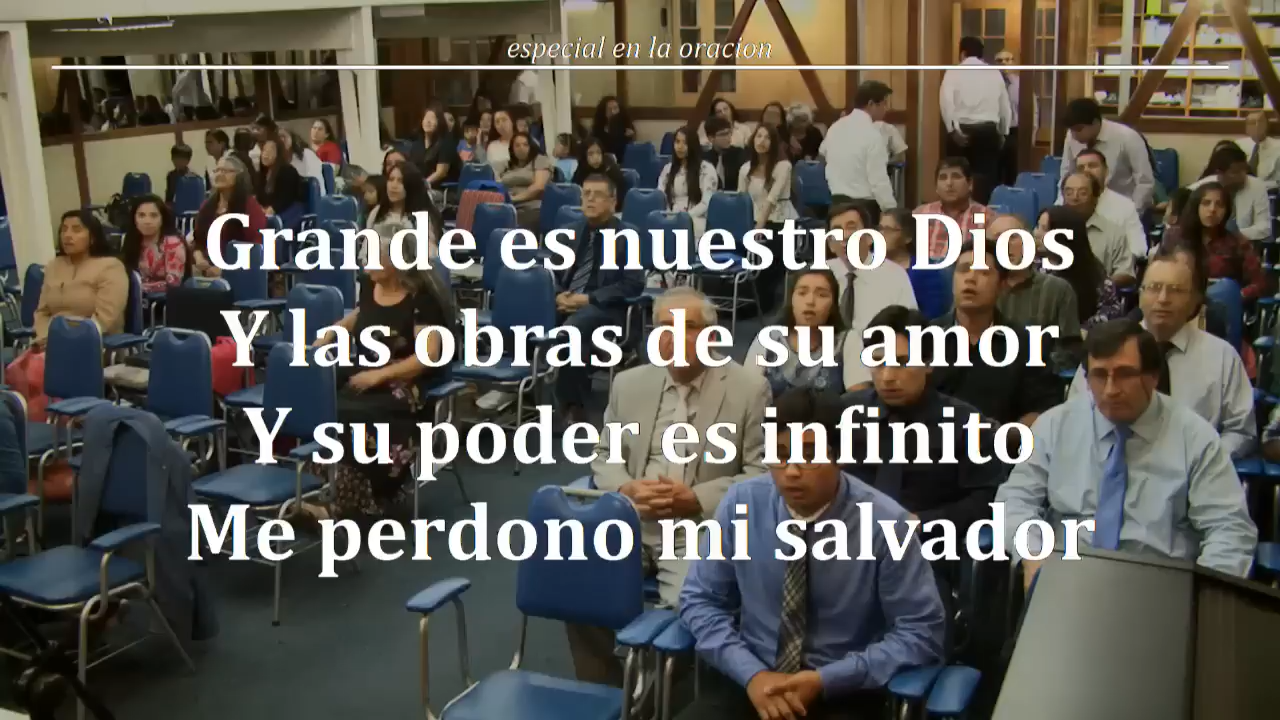 especial en la oracion
Grande es nuestro Dios
Y las obras de su amor
Y su poder es infinito
Me perdono mi salvador